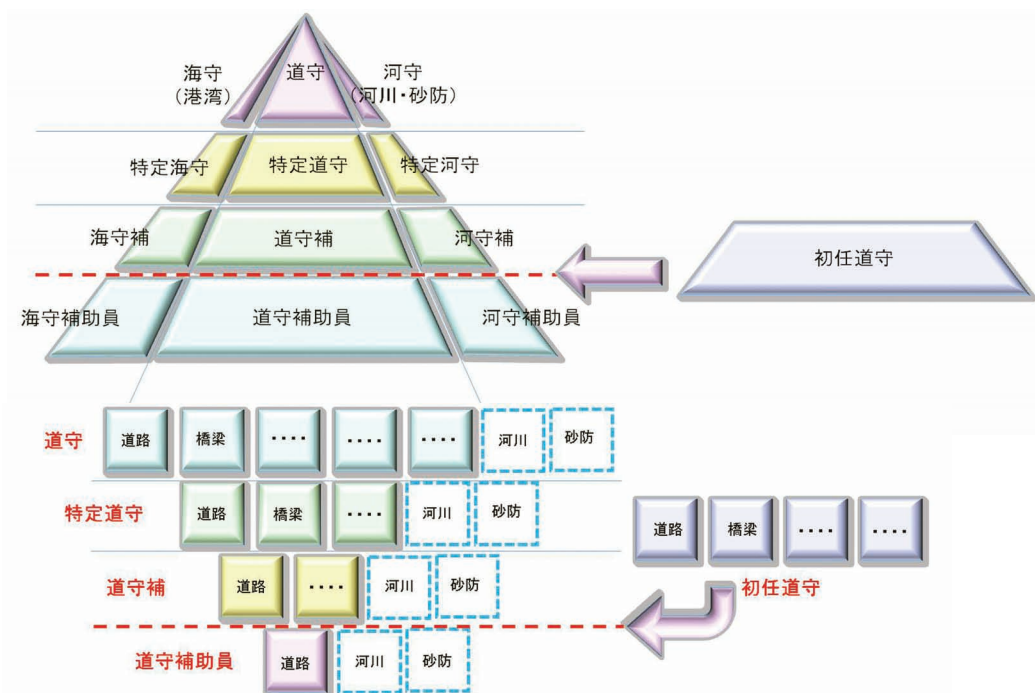 海守
(港湾)
道守
河守
(河川・砂防)
特定海守
特定道守
特定河守
海守補
道守補
河守補
初任道守
海守補助員
道守補助員
河守補助員
道守
道路
橋梁
‥‥
‥‥
‥‥
河川
砂防
特定道守
道路
橋梁
‥‥
河川
砂防
道路
橋梁
‥‥
‥‥
初任道守
道守補
道路
‥‥
河川
砂防
道守補助員
道路
河川
砂防